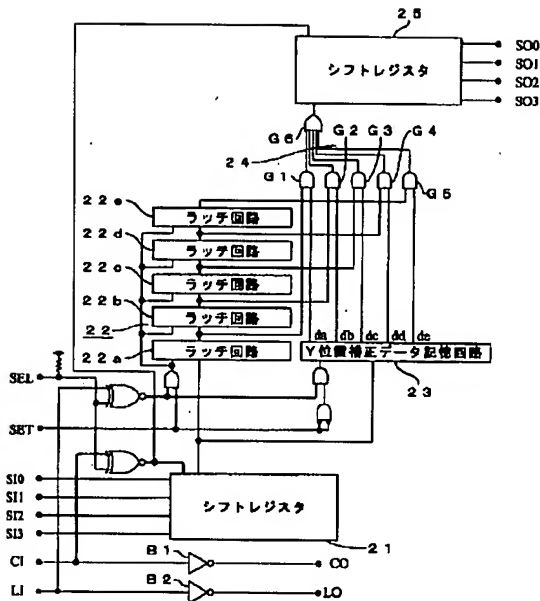 25
シフトレジスタ
SO0
SO1
SO2
SO3
G6
24
G1
G2
G3
G4
G5
22e
ラッチ回路
22d
ラッチ回路
22c
ラッチ回路
22b
ラッチ回路
22
22a
ラッチ回路
da
db
dc
dd
de
Y位置補正データ記憶回路
23
SEL
SET
SI0
SI1
SI2
SI3
シフトレジスタ
21
CI
B1
CO
LI
B2
LO